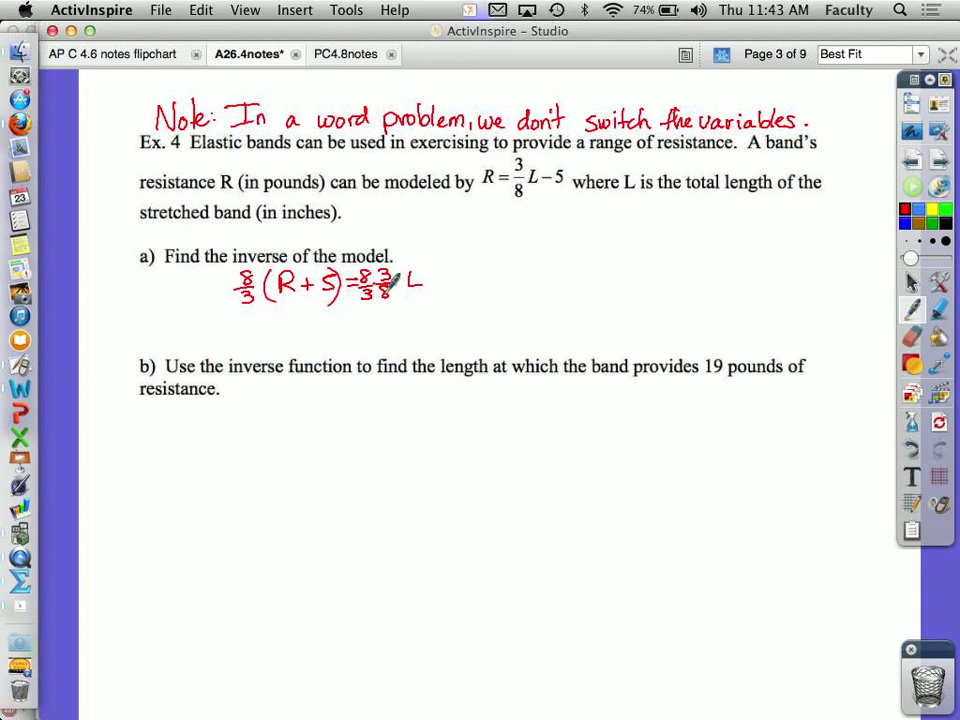 ActivInspire File Edit View Insert Tools Help 74% Thu 11:43 AM Faculty
ActivInspire – Studio
AP C 4.6 notes flipchart A26.4notes* PC4.8notes Page 3 of 9 Best Fit
Note: In a word problem, we don't switch the variables.
Ex. 4 Elastic bands can be used in exercising to provide a range of resistance. A band's
resistance R (in pounds) can be modeled by R = 3/8 L – 5 where L is the total length of the
stretched band (in inches).
a) Find the inverse of the model.
8/3 (R + 5) = 8/3 3/8 L
b) Use the inverse function to find the length at which the band provides 19 pounds of
resistance.